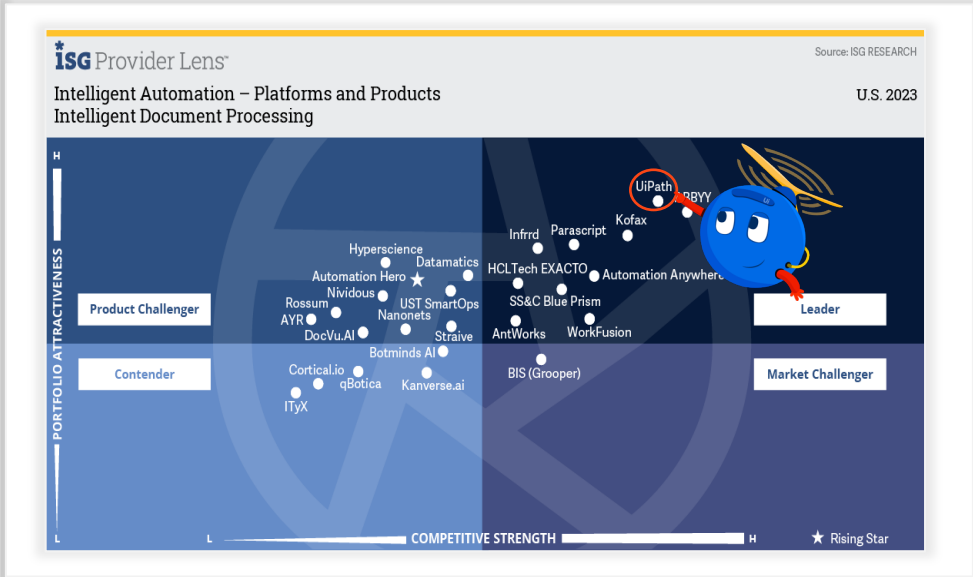 ISG Provider Lens™
Source: ISG RESEARCH
Intelligent Automation – Platforms and Products
Intelligent Document Processing
U.S. 2023
H
UiPath
Kofax
Parascript
Infrrd
Hyperscience
Datamatics
HCLTech EXACTO
Automation Hero
Automation Anywhere
Nividous
UST SmartOps
SS&C Blue Prism
Rossum
Nanonets
AYR
DocVu.AI
Straive
AntWorks
WorkFusion
Product Challenger
Leader
Botminds AI
Contender
Cortical.io
qBotica
Kanverse.ai
BIS (Grooper)
Market Challenger
ITyX
PORTFOLIO ATTRACTIVENESS
L
L
COMPETITIVE STRENGTH
H
Rising Star